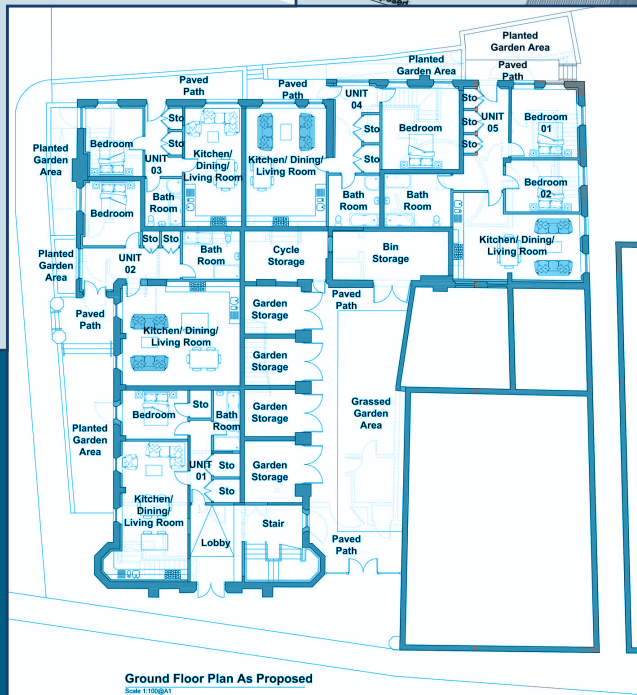 Planted
Garden Area
Planted
Garden
Area
Paved
Path
Paved
Path
Paved
Path
UNIT
04
Sto
Sto
Sto
Sto
Sto
Sto
Sto
UNIT
05
Bedroom
01
Bedroom
Bedroom
Kitchen/
Dining/
Living Room
Kitchen/ Dining/
Living Room
Planted
Garden
Area
UNIT
03
Bedroom
02
Bath
Room
Bath
Room
Bath
Room
Bedroom
Sto
Sto
Bath
Room
Cycle
Storage
Bin
Storage
Kitchen/ Dining/
Living Room
Planted
Garden
Area
UNIT
02
Paved
Path
Paved
Path
Garden
Storage
Kitchen/ Dining/
Living Room
Garden
Storage
Bedroom
Sto
Bath
Room
Garden
Storage
Grassed
Garden
Area
Planted
Garden
Area
UNIT
01
Sto
Sto
Garden
Storage
Kitchen/
Dining/
Living Room
Stair
Lobby
Paved
Path
Ground Floor Plan As Proposed
Scale 1:100@A1